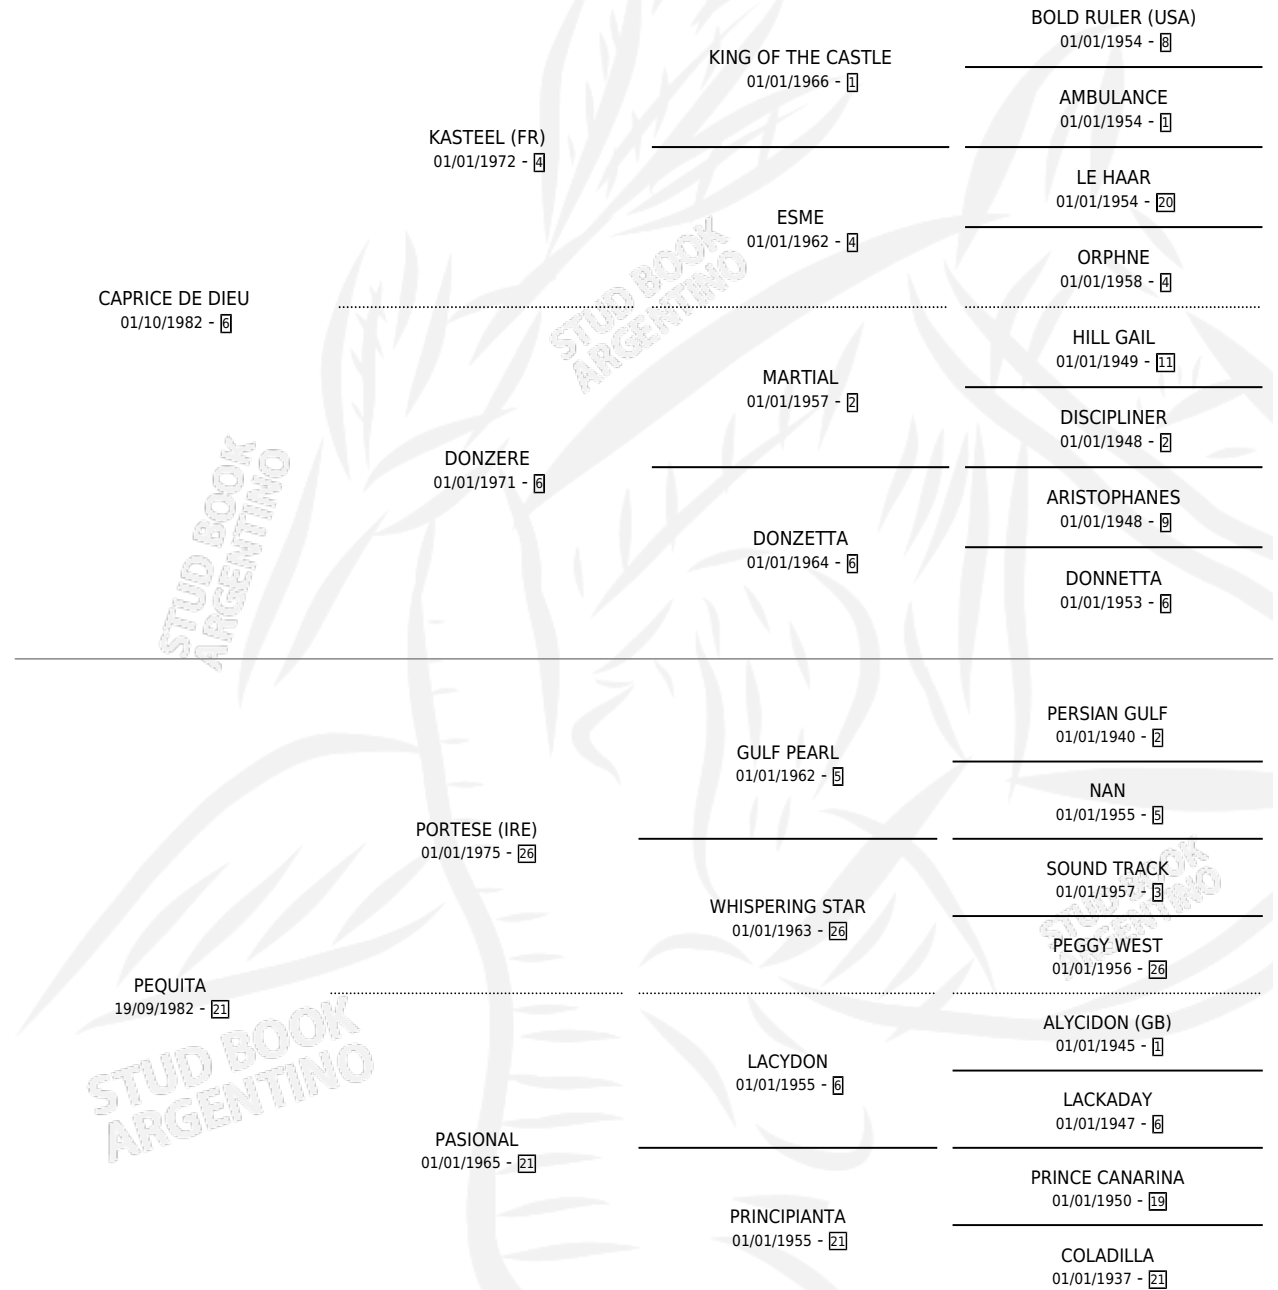 BOLD RULER (USA)
01/01/1954 - 8
KING OF THE CASTLE
01/01/1966 - 1
AMBULANCE
01/01/1954 - 1
KASTEEL (FR)
01/01/1972 - 4
LE HAAR
01/01/1954 - 20
ESME
01/01/1962 - 4
ORPHNE
01/01/1958 - 4
CAPRICE DE DIEU
01/10/1982 - 6
STUD BOOK
ARGENTINO
HILL GAIL
01/01/1949 - 11
MARTIAL
01/01/1957 - 2
DISCIPLINER
01/01/1948 - 2
DONZERE
01/01/1971 - 6
ARISTOPHANES
01/01/1948 - 9
DONZETTA
01/01/1964 - 6
DONNETTA
01/01/1953 - 6
STUD BOOK
ARGENTINO
PERSIAN GULF
01/01/1940 - 2
GULF PEARL
01/01/1962 - 5
NAN
01/01/1955 - 5
PORTESE (IRE)
01/01/1975 - 26
SOUND TRACK
01/01/1957 - 3
WHISPERING STAR
01/01/1963 - 26
STUD BOOK
ARGENTINO
PEGGY WEST
01/01/1956 - 26
PEQUITA
19/09/1982 - 21
STUD BOOK
ARGENTINO
ALYCIDON (GB)
01/01/1945 - 1
LACYDON
01/01/1955 - 6
LACKADAY
01/01/1947 - 6
PASIONAL
01/01/1965 - 21
PRINCE CANARINA
01/01/1950 - 19
PRINCIPIANTA
01/01/1955 - 21
COLADILLA
01/01/1937 - 21